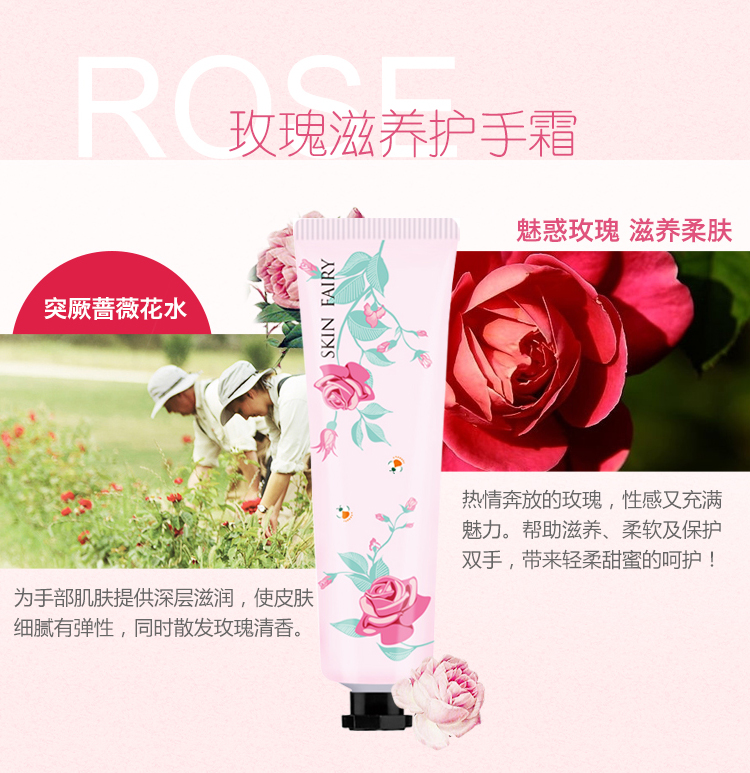 ROSE
玫瑰滋养护手霜
魅惑玫瑰 滋养柔肤
突厥蔷薇花水
SKIN FAIRY
热情奔放的玫瑰，性感又充满
魅力。帮助滋养、柔软及保护
双手，带来轻柔甜蜜的呵护！
为手部肌肤提供深层滋润，使皮肤
细腻有弹性，同时散发玫瑰清香。